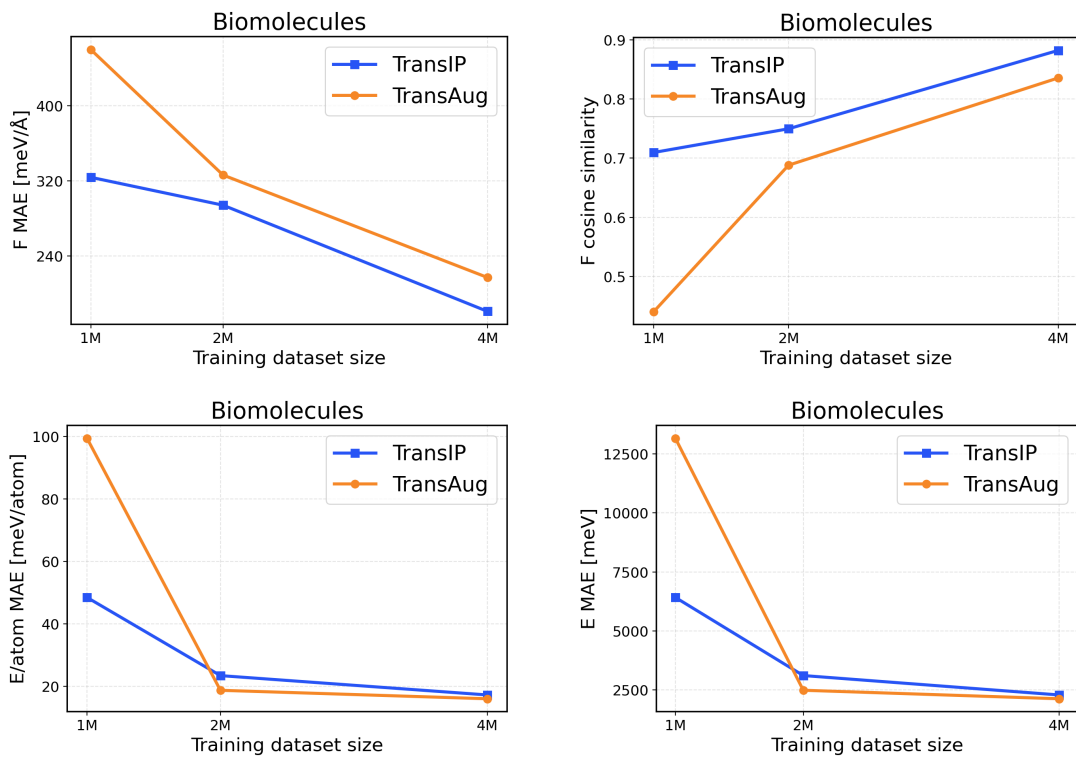 Biomolecules
F MAE [meV/Å]
400
320
240
TransIP
TransAug
1M
2M
4M
Training dataset size
Biomolecules
F cosine similarity
0.9
0.8
0.7
0.6
0.5
TransIP
TransAug
1M
2M
4M
Training dataset size
Biomolecules
E/atom MAE [meV/atom]
100
80
60
40
20
TransIP
TransAug
1M
2M
4M
Training dataset size
Biomolecules
E MAE [meV]
12500
10000
7500
5000
2500
TransIP
TransAug
1M
2M
4M
Training dataset size